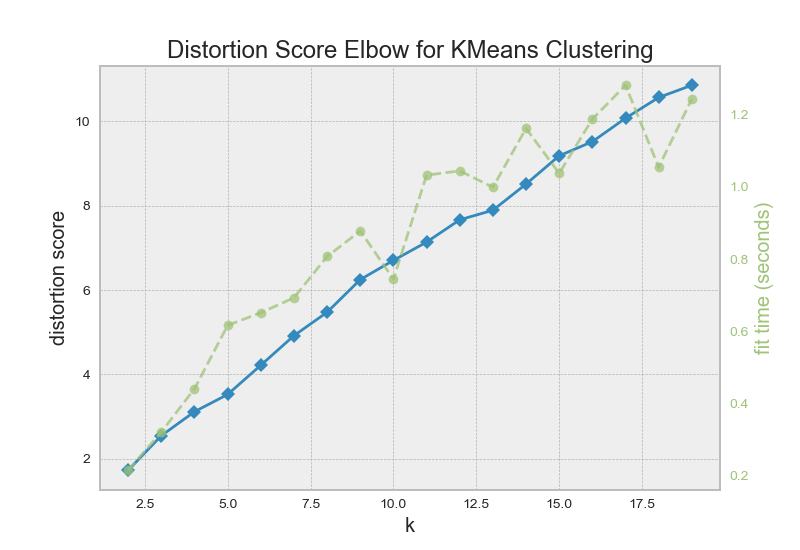 Distortion Score Elbow for KMeans Clustering
distortion score
10
8
6
4
2
1.2
1.0
0.8
0.6
0.4
0.2
fit time (seconds)
2.5 5.0 7.5 10.0 12.5 15.0 17.5
k